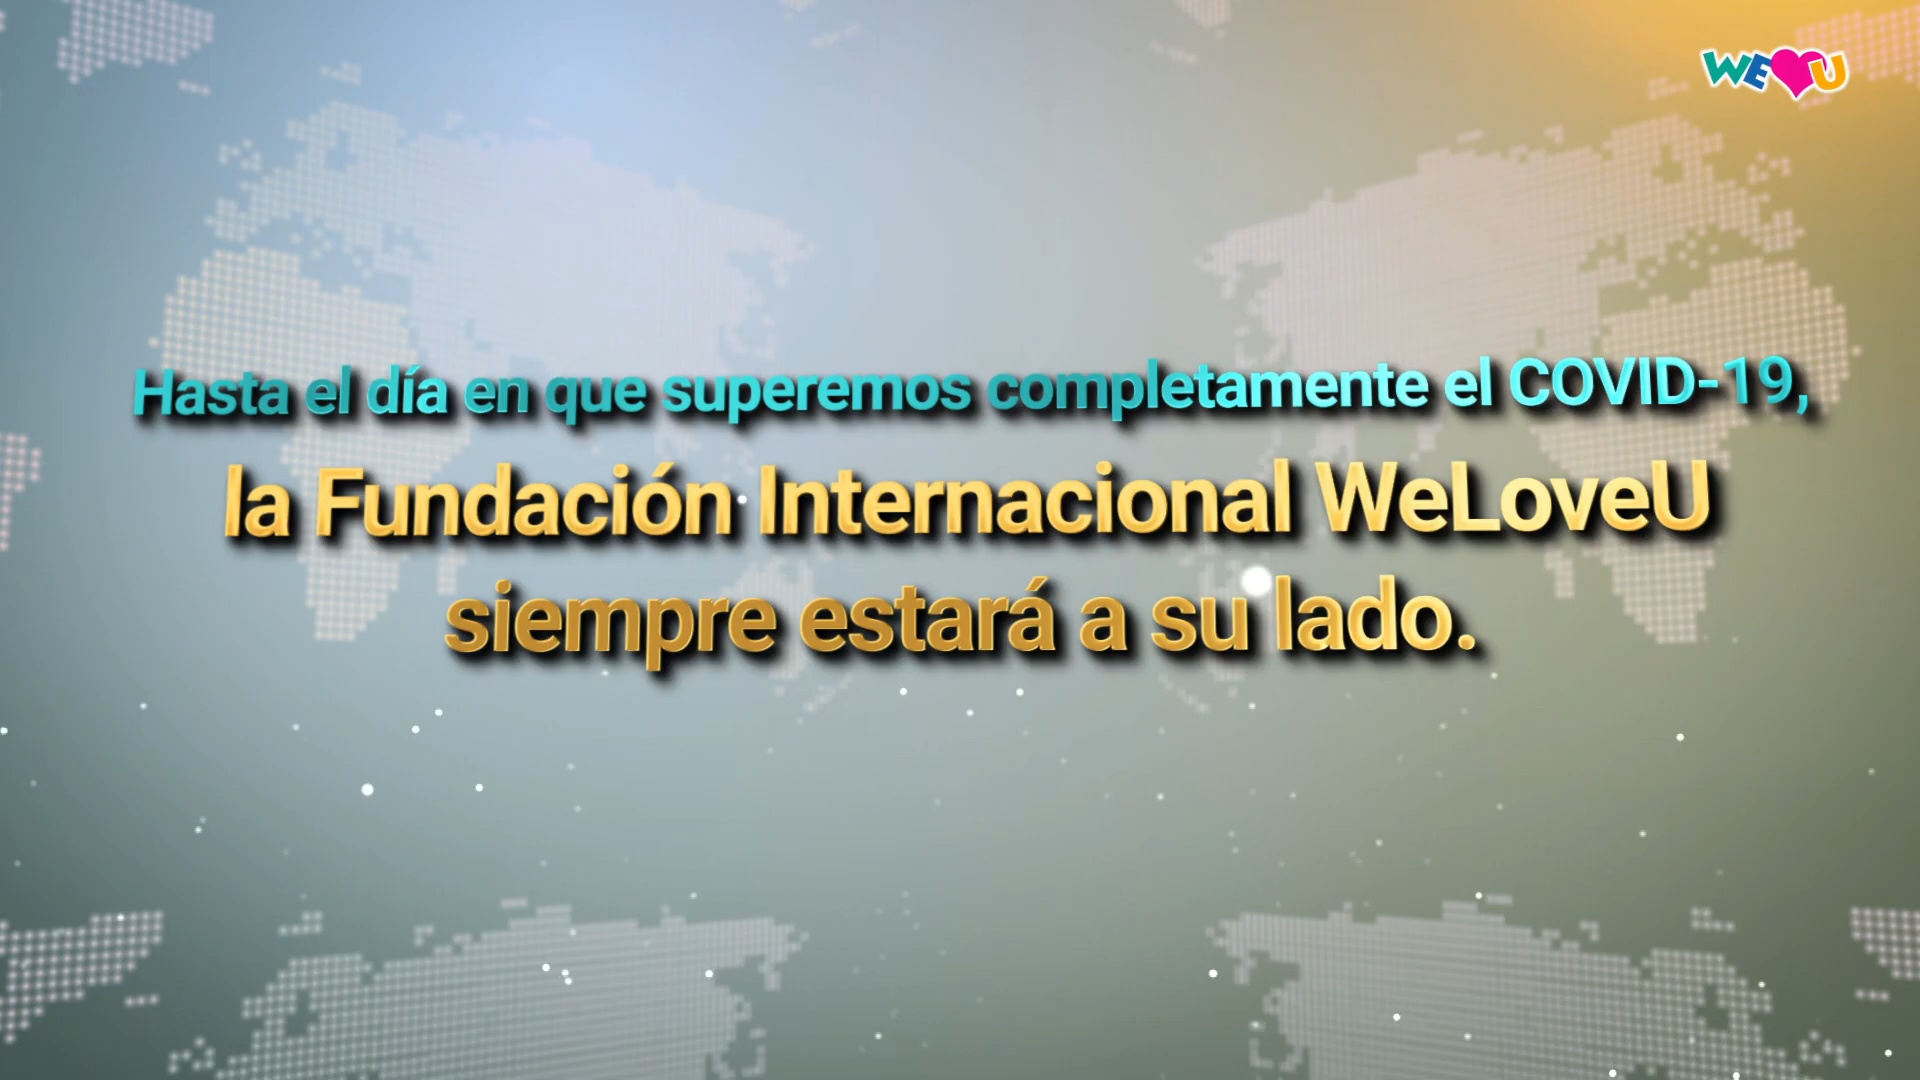 WE♥U
Hasta el día en que superemos completamente el COVID-19,
la Fundación Internacional WeLoveU
siempre estará a su lado.